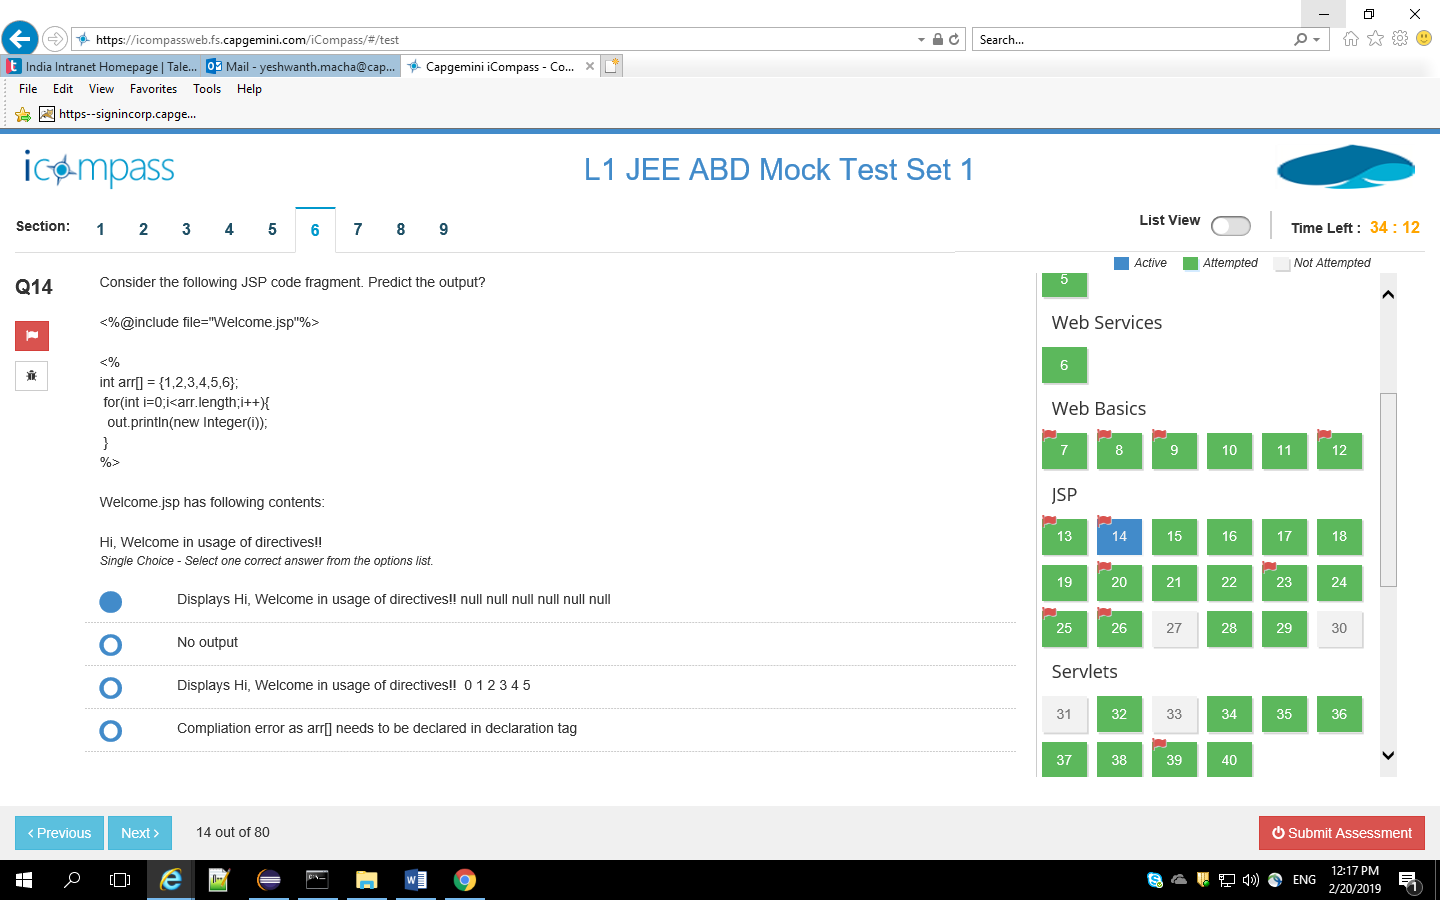 https://icompassweb.fs.capgemini.com/iCompass/#/test
Search...
India Intranet Homepage | Tale...
Mail - yeshwanth.macha@cap...
Capgemini iCompass - Co...
File Edit View Favorites Tools Help
https--signincorp.capge...
icompass
L1 JEE ABD Mock Test Set 1
Section: 1 2 3 4 5 6 7 8 9
List View
Time Left : 34 : 12
Active Attempted Not Attempted
Q14
Consider the following JSP code fragment. Predict the output?
<%@include file="Welcome.jsp"%>
<%
int arr[] = {1,2,3,4,5,6};
for(int i=0;i<arr.length;i++){
out.println(new Integer(i));
}
%>
Welcome.jsp has following contents:
Hi, Welcome in usage of directives!!
Single Choice - Select one correct answer from the options list.
Displays Hi, Welcome in usage of directives!! null null null null null null
No output
Displays Hi, Welcome in usage of directives!! 0 1 2 3 4 5
Compliation error as arr[] needs to be declared in declaration tag
5
Web Services
6
Web Basics
7 8 9 10 11 12
JSP
13 14 15 16 17 18
19 20 21 22 23 24
25 26 27 28 29 30
Servlets
31 32 33 34 35 36
37 38 39 40
Previous Next 14 out of 80
Submit Assessment
ENG
12:17 PM
2/20/2019
1